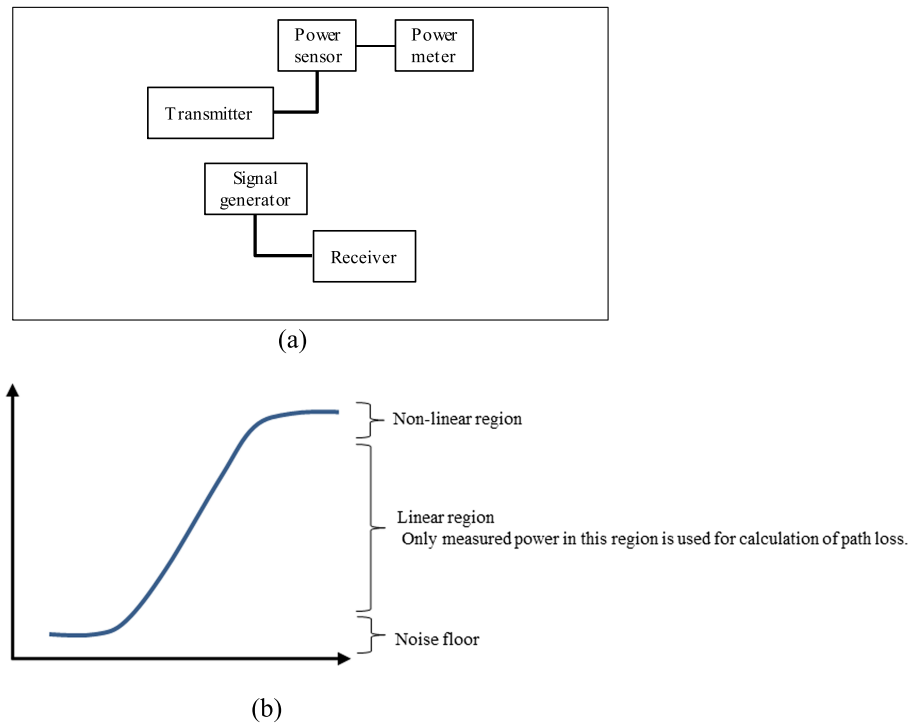 Power
sensor
Power
meter
Transmitter
Signal
generator
Receiver
(a)
Non-linear region
Linear region
Only measured power in this region is used for calculation of path loss.
Noise floor
(b)